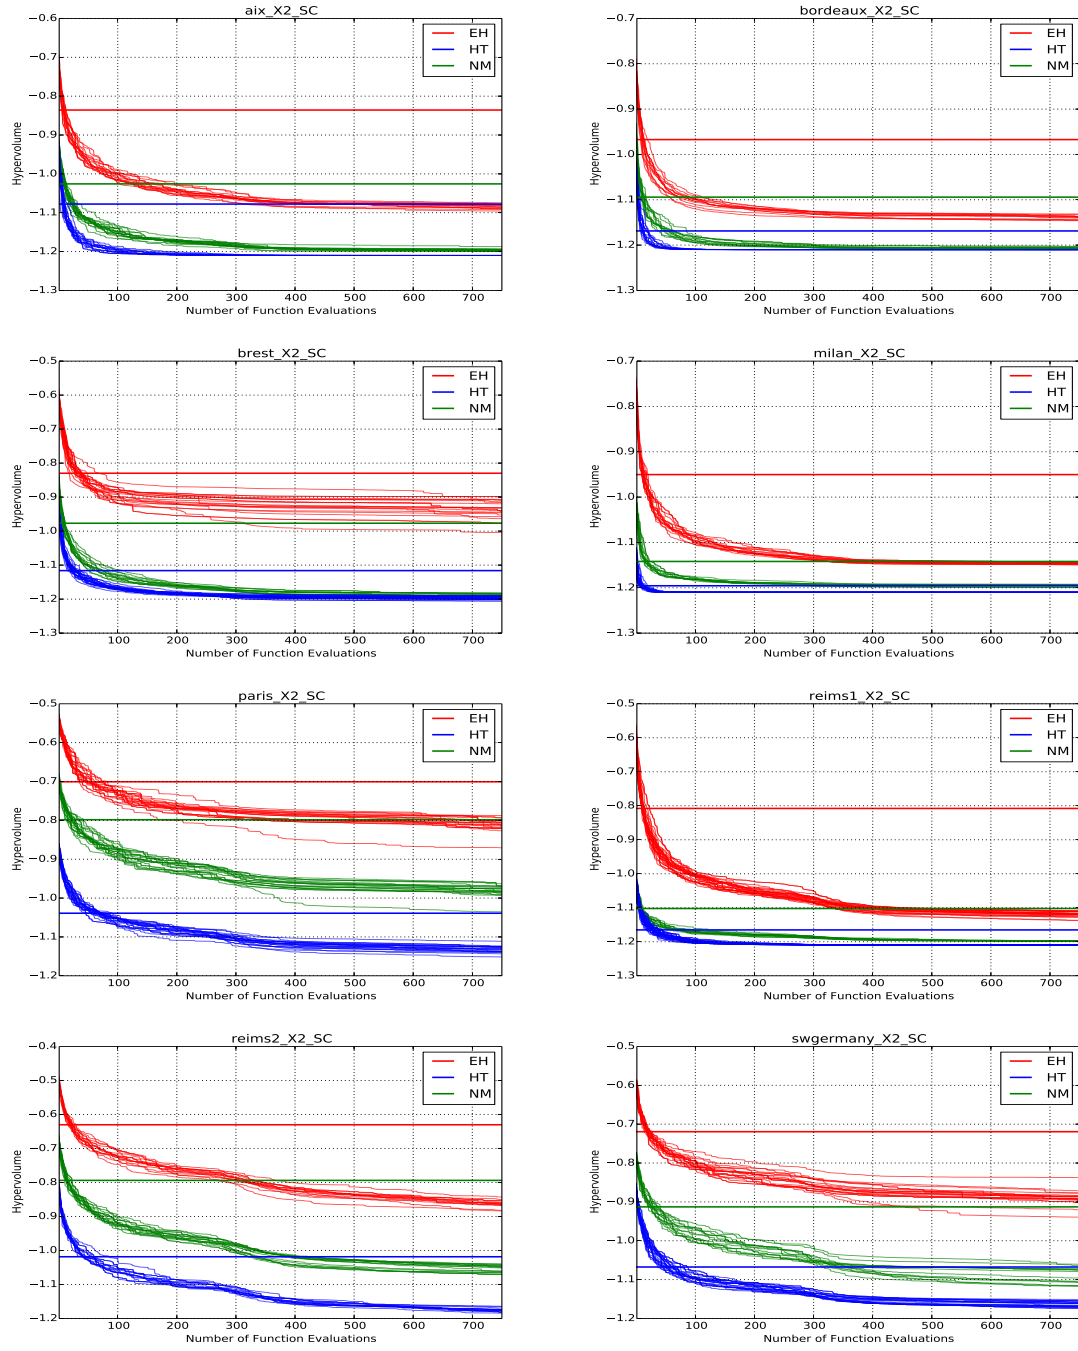 aix_X2_SC
−0.6
−0.7
−0.8
−0.9
−1.0
−1.1
−1.2
−1.3
Hypervolume
EH
HT
NM
100 200 300 400 500 600 700
Number of Function Evaluations
bordeaux_X2_SC
−0.7
−0.8
−0.9
−1.0
−1.1
−1.2
−1.3
Hypervolume
EH
HT
NM
100 200 300 400 500 600 700
Number of Function Evaluations
brest_X2_SC
−0.5
−0.6
−0.7
−0.8
−0.9
−1.0
−1.1
−1.2
−1.3
Hypervolume
EH
HT
NM
100 200 300 400 500 600 700
Number of Function Evaluations
milan_X2_SC
−0.7
−0.8
−0.9
−1.0
−1.1
−1.2
−1.3
Hypervolume
EH
HT
NM
100 200 300 400 500 600 700
Number of Function Evaluations
paris_X2_SC
−0.5
−0.6
−0.7
−0.8
−0.9
−1.0
−1.1
−1.2
Hypervolume
EH
HT
NM
100 200 300 400 500 600 700
Number of Function Evaluations
reims1_X2_SC
−0.5
−0.6
−0.7
−0.8
−0.9
−1.0
−1.1
−1.2
−1.3
Hypervolume
EH
HT
NM
100 200 300 400 500 600 700
Number of Function Evaluations
reims2_X2_SC
−0.4
−0.5
−0.6
−0.7
−0.8
−0.9
−1.0
−1.1
−1.2
Hypervolume
EH
HT
NM
100 200 300 400 500 600 700
Number of Function Evaluations
swgermany_X2_SC
−0.5
−0.6
−0.7
−0.8
−0.9
−1.0
−1.1
−1.2
Hypervolume
EH
HT
NM
100 200 300 400 500 600 700
Number of Function Evaluations